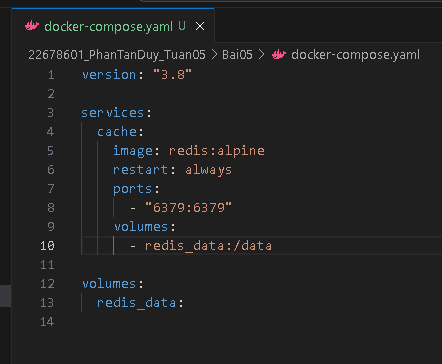 docker-compose.yaml U ×
22678601_PhanTanDuy_Tuan05 > Bai05 > docker-compose.yaml
1 version: "3.8"
2
3 services:
4   cache:
5     image: redis:alpine
6     restart: always
7     ports:
8       - "6379:6379"
9     volumes:
10       - redis_data:/data
11
12 volumes:
13   redis_data:
14